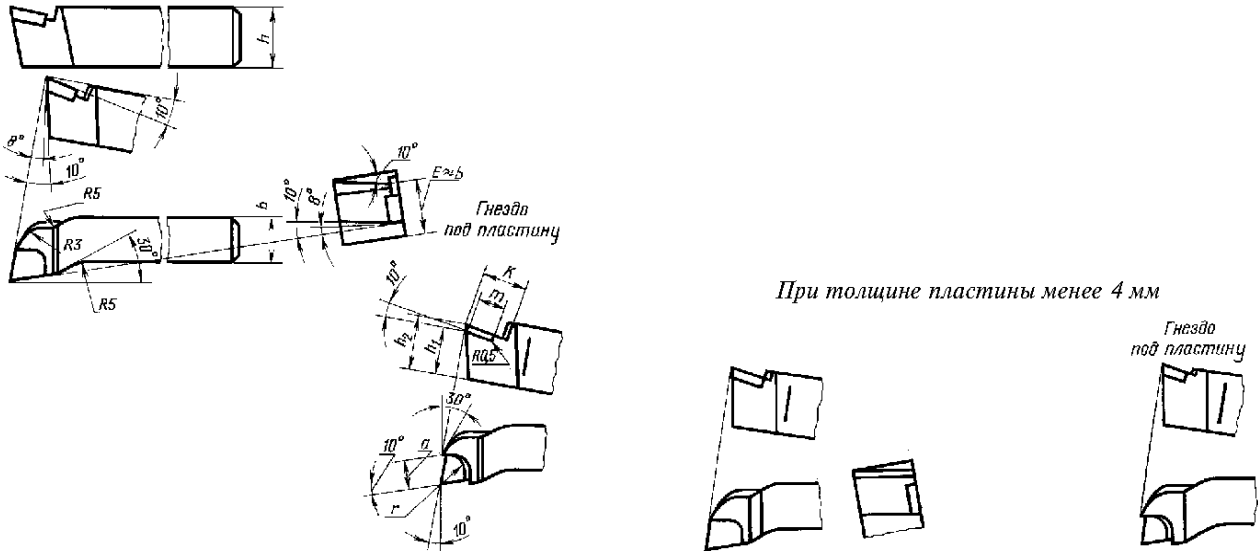 h
10°
8°
10°
R5
R3
30°
R5
в
10°
8°
10°
E≈b
Гнездо
под пластину
10°
К
m
h₂
h₁
R0,5
30°
10°
a
r
10°
При толщине пластины менее 4 мм
Гнездо
под пластину